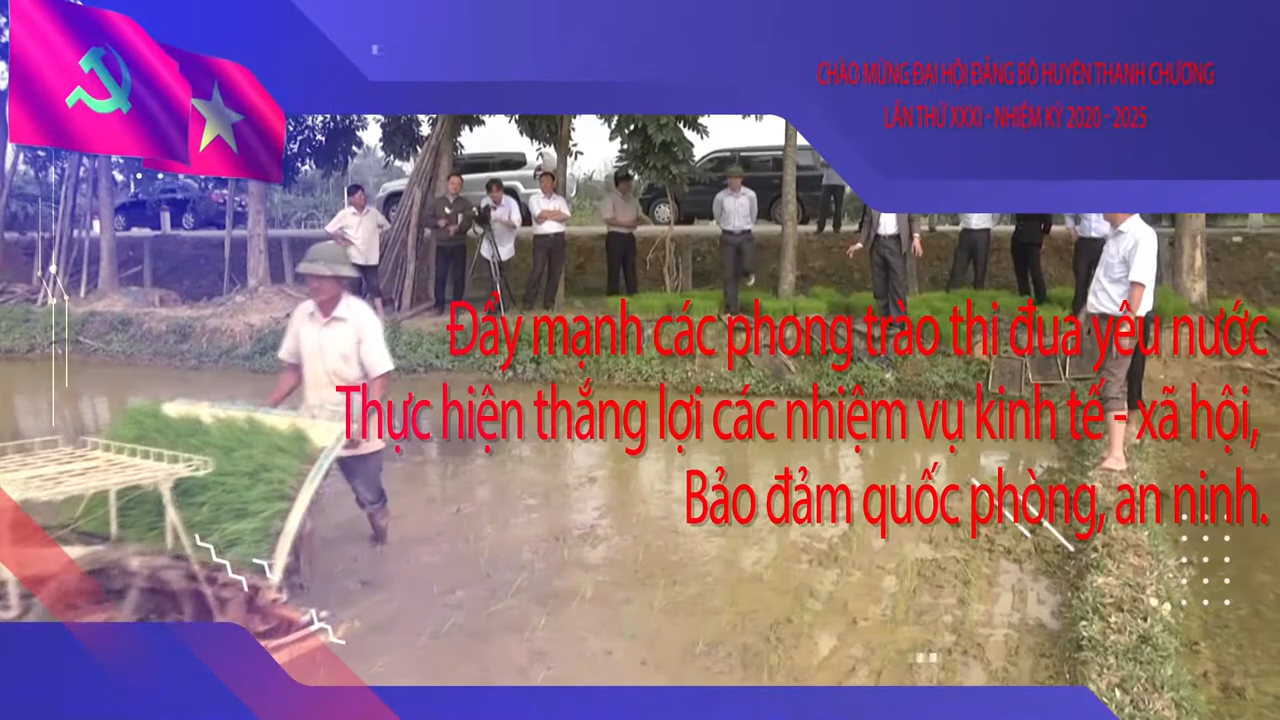 CHÀO MỪNG ĐẠI HỘI ĐẢNG BỘ HUYỆN THANH CHƯƠNG
LẦN THỨ XXXI - NHIỆM KỲ 2020 - 2025
Đẩy mạnh các phong trào thi đua yêu nước
Thực hiện thắng lợi các nhiệm vụ kinh tế - xã hội,
Bảo đảm quốc phòng, an ninh.